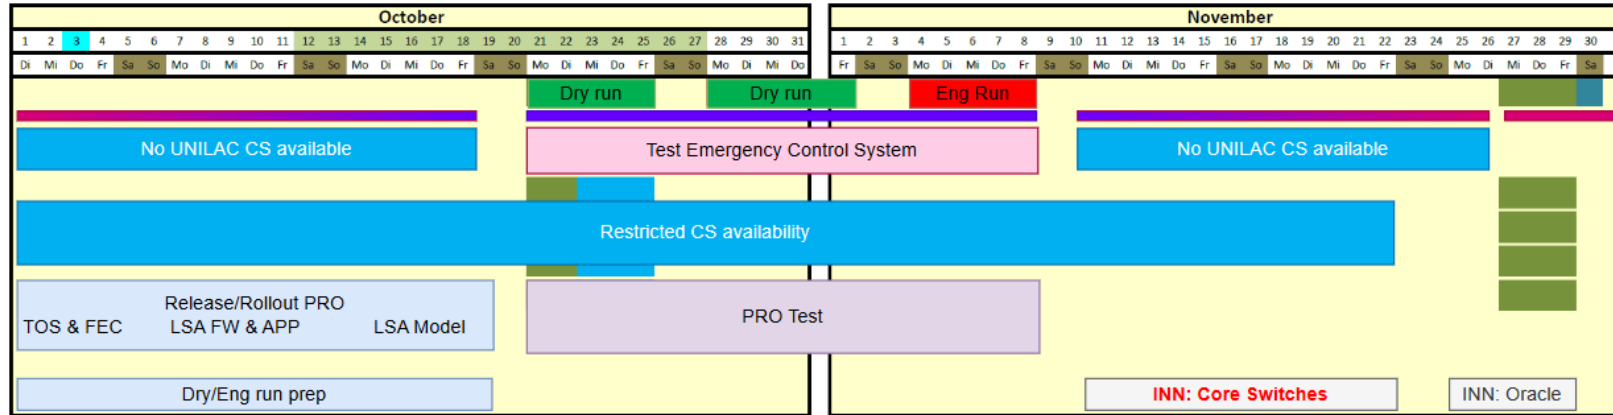 October November
1 2 3 4 5 6 7 8 9 10 11 12 13 14 15 16 17 18 19 20 21 22 23 24 25 26 27 28 29 30 31 1 2 3 4 5 6 7 8 9 10 11 12 13 14 15 16 17 18 19 20 21 22 23 24 25 26 27 28 29 30
Di Mi Do Fr Sa So Mo Di Mi Do Fr Sa So Mo Di Mi Do Fr Sa So Mo Di Mi Do Fr Sa So Mo Di Mi Do Fr Sa So Mo Di Mi Do Fr Sa So Mo Di Mi Do Fr Sa So Mo Di Mi Do Fr Sa So Mo Di Mi Do Fr Sa
Dry run Dry run Eng Run
No UNILAC CS available Test Emergency Control System No UNILAC CS available
Restricted CS availability
Release/Rollout PRO
TOS & FEC LSA FW & APP LSA Model
PRO Test
Dry/Eng run prep INN: Core Switches INN: Oracle